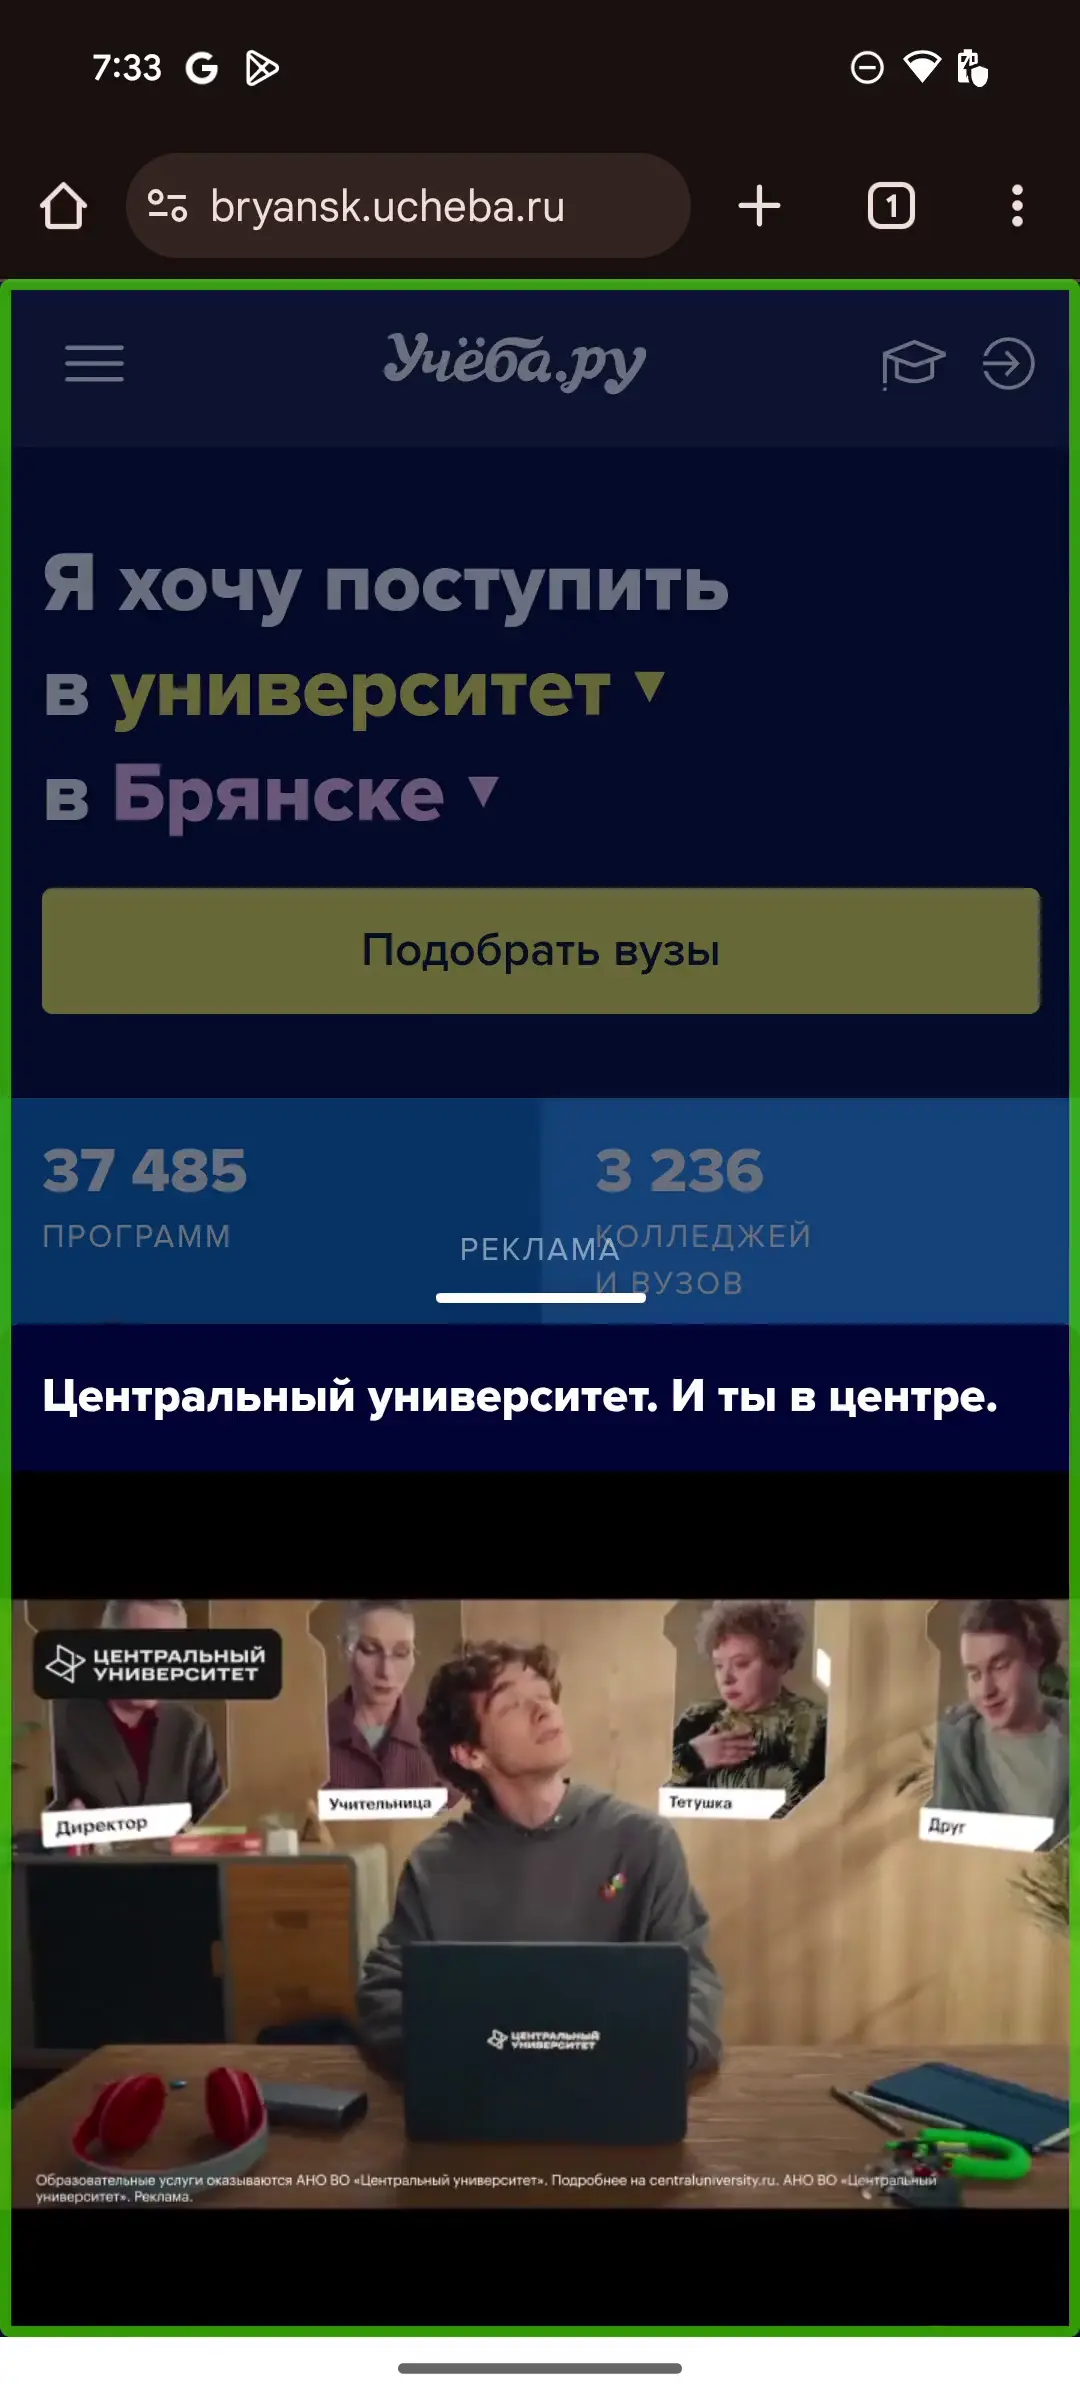 7:33
bryansk.ucheba.ru
1
Учёба.ру
Я хочу поступить
в университет
в Брянске
Подобрать вузы
37 485
ПРОГРАММ
3 236
КОЛЛЕДЖЕЙ
И ВУЗОВ
РЕКЛАМА
Центральный университет. И ты в центре.
ЦЕНТРАЛЬНЫЙ
УНИВЕРСИТЕТ
Директор
Учительница
Тетушка
Друг
ЦЕНТРАЛЬНЫЙ
УНИВЕРСИТЕТ
Образовательные услуги оказываются АНО ВО «Центральный университет». Подробнее на centraluniversity.ru. АНО ВО «Центральный
университет». Реклама.